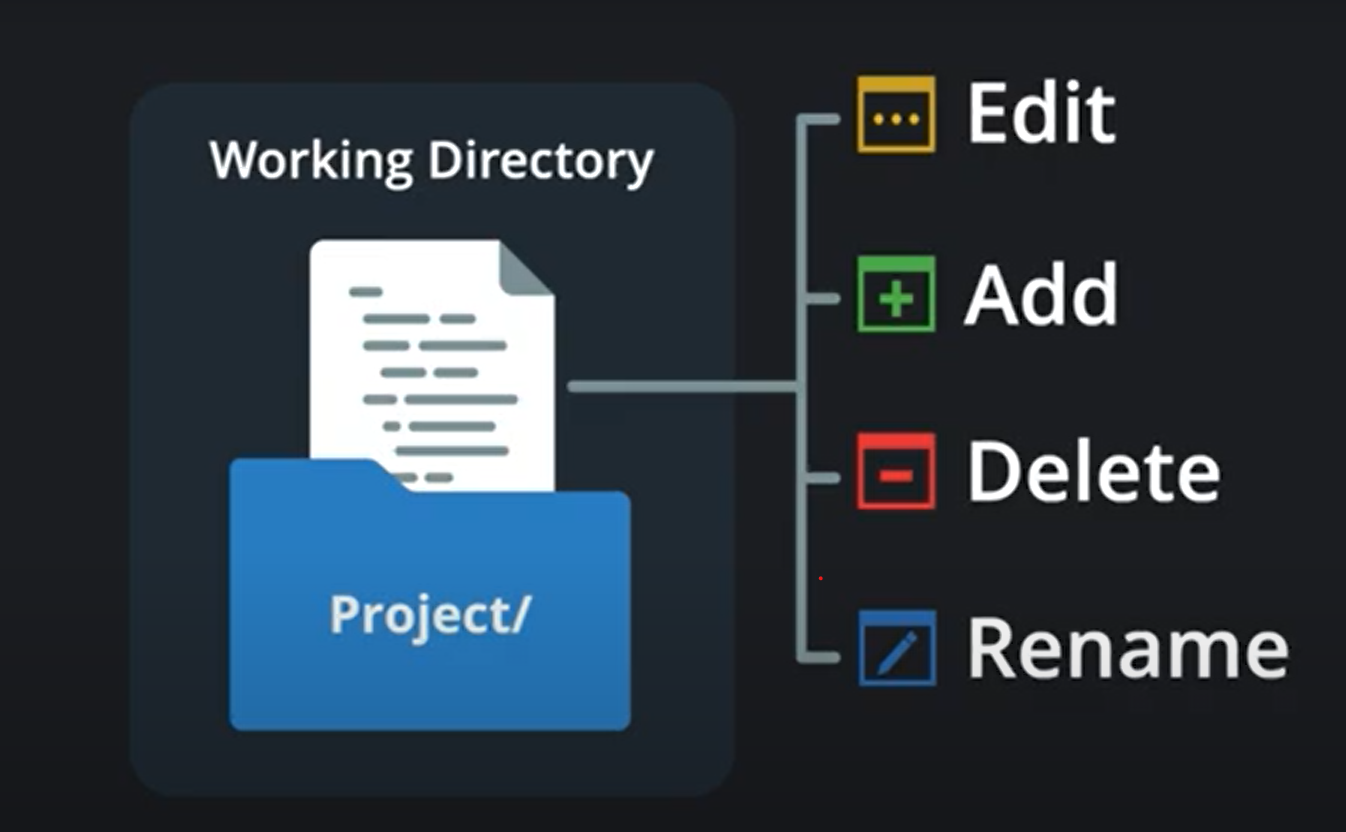 Working Directory
Project/
Edit
Add
Delete
Rename